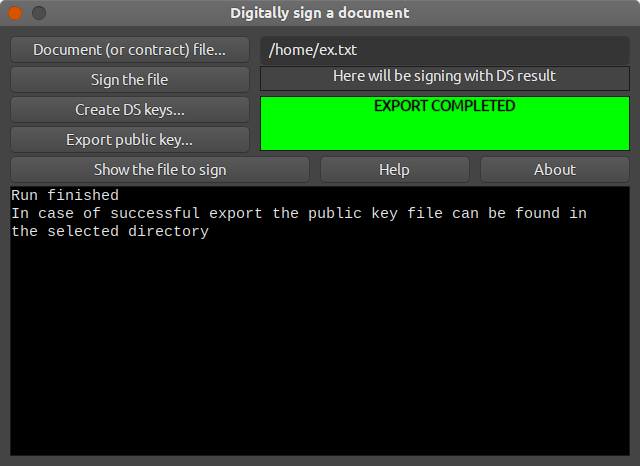 Digitally sign a document
Document (or contract) file...
/home/ex.txt
Sign the file
Here will be signing with DS result
Create DS keys...
EXPORT COMPLETED
Export public key...
Show the file to sign
Help
About
Run finished
In case of successful export the public key file can be found in
the selected directory